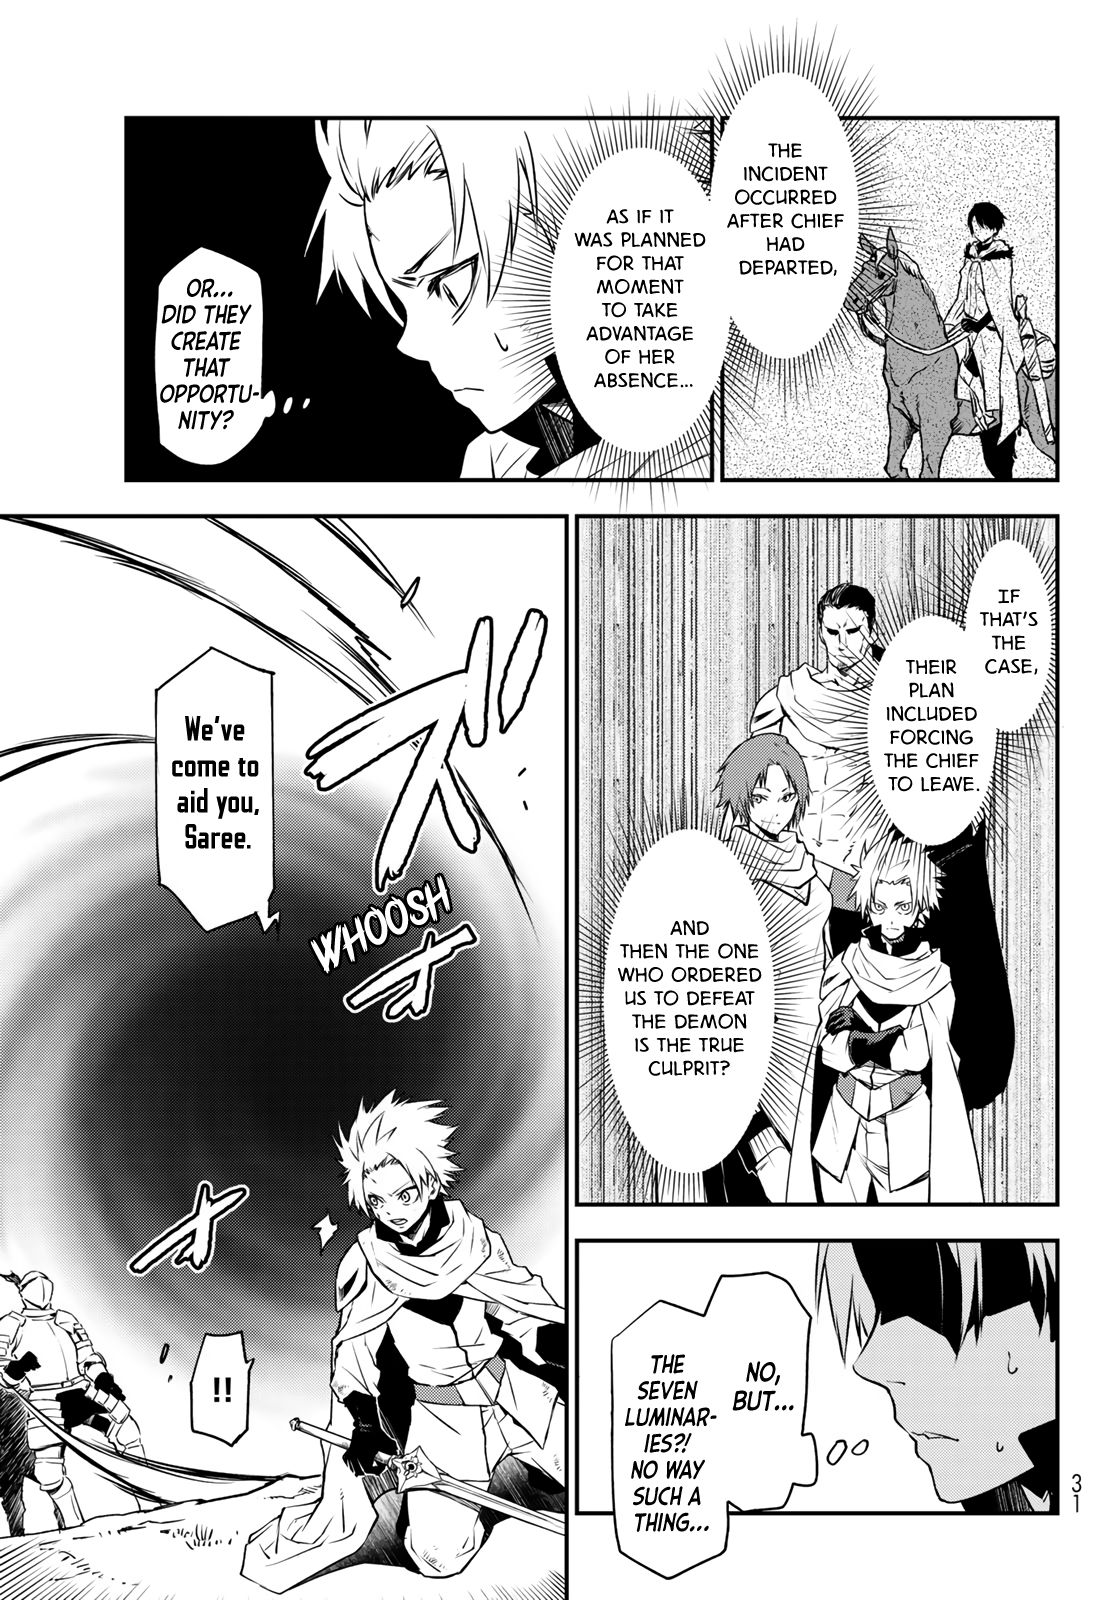 THE
INCIDENT
OCCURRED
AFTER CHIEF
HAD
DEPARTED,
AS IF IT
WAS PLANNED
FOR THAT
MOMENT
TO TAKE
ADVANTAGE
OF HER
ABSENCE...
OR...
DID THEY
CREATE
THAT
OPPORTU-
NITY?
IF
THAT'S
THE
CASE,
THEIR
PLAN
INCLUDED
FORCING
THE CHIEF
TO LEAVE.
AND
THEN THE ONE
WHO ORDERED
US TO DEFEAT
THE DEMON
IS THE TRUE
CULPRIT?
NO,
BUT...
THE
SEVEN
LUMINAR-
IES?!
NO WAY
SUCH A
THING...
ズ
オ
オ
WHOOSH
We've
come to
aid you,
Saree.
!!
31